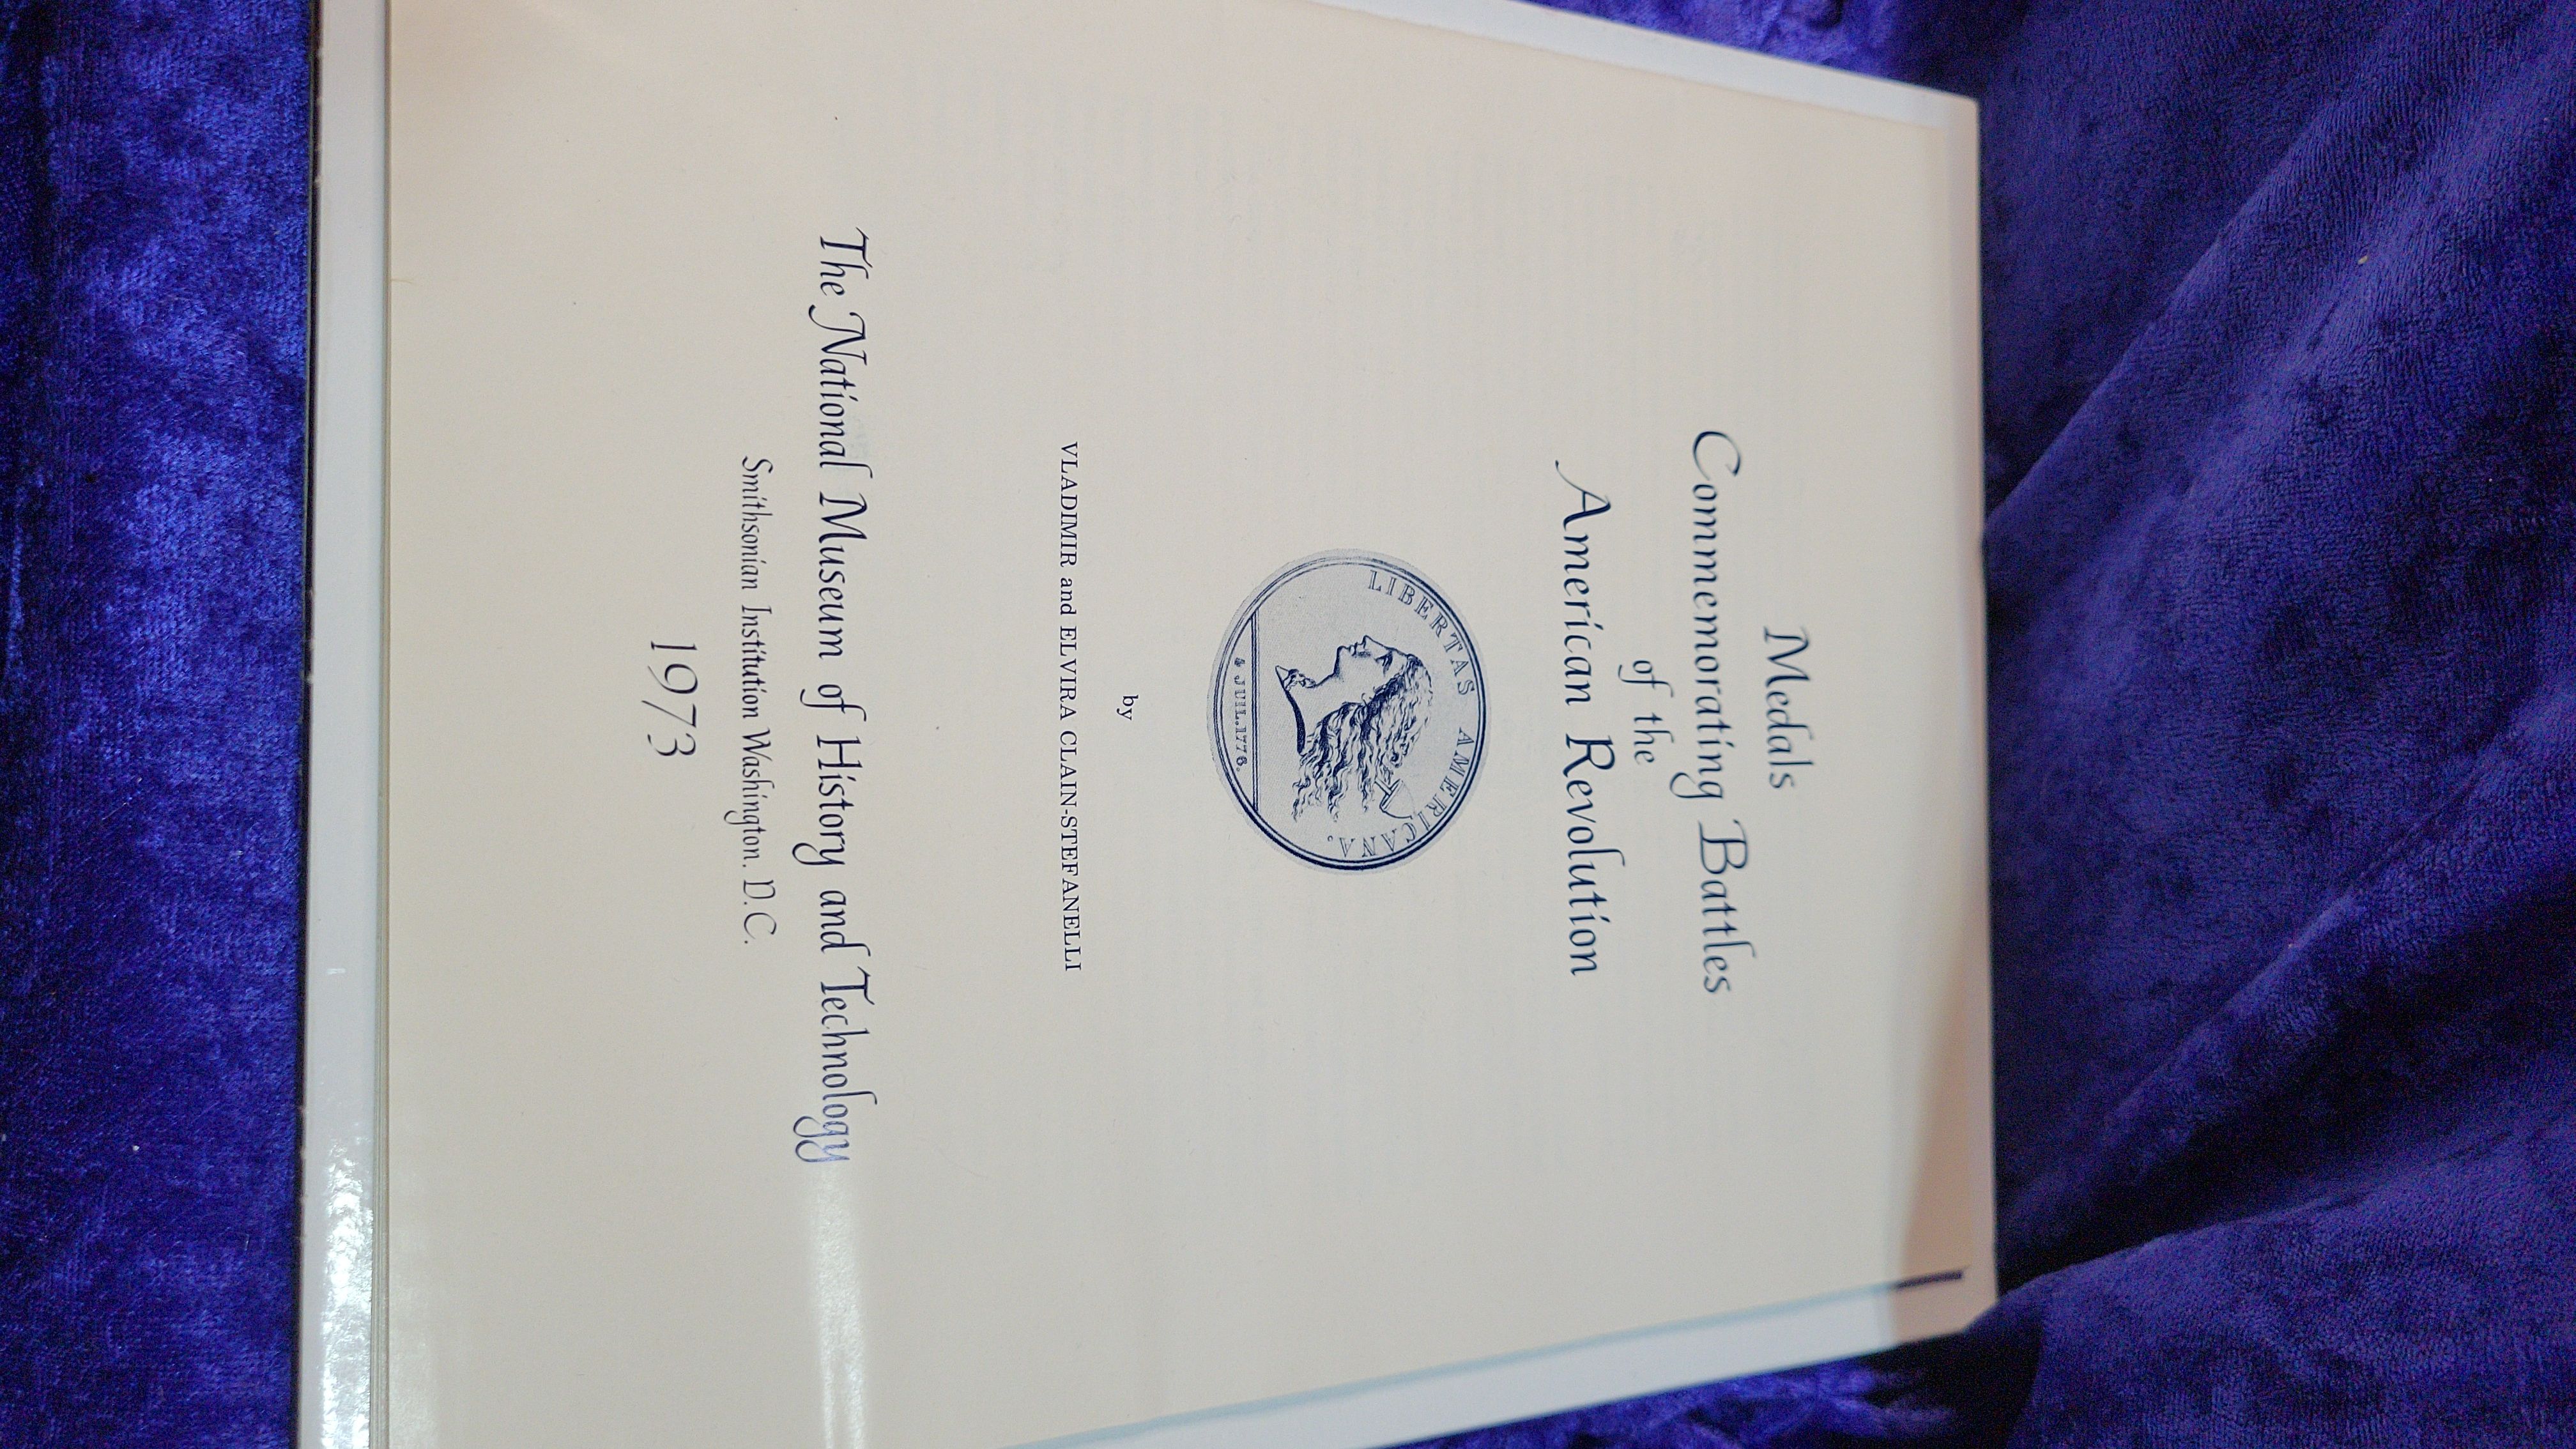 Medals
Commemorating Battles
of the
American Revolution
LIBERTAS AMERICANA.
4 JUIL. 1776.
by
VLADIMIR and ELVIRA CLAIN-STEFANELLI
The National Museum of History and Technology
Smithsonian Institution Washington. D.C.
1973